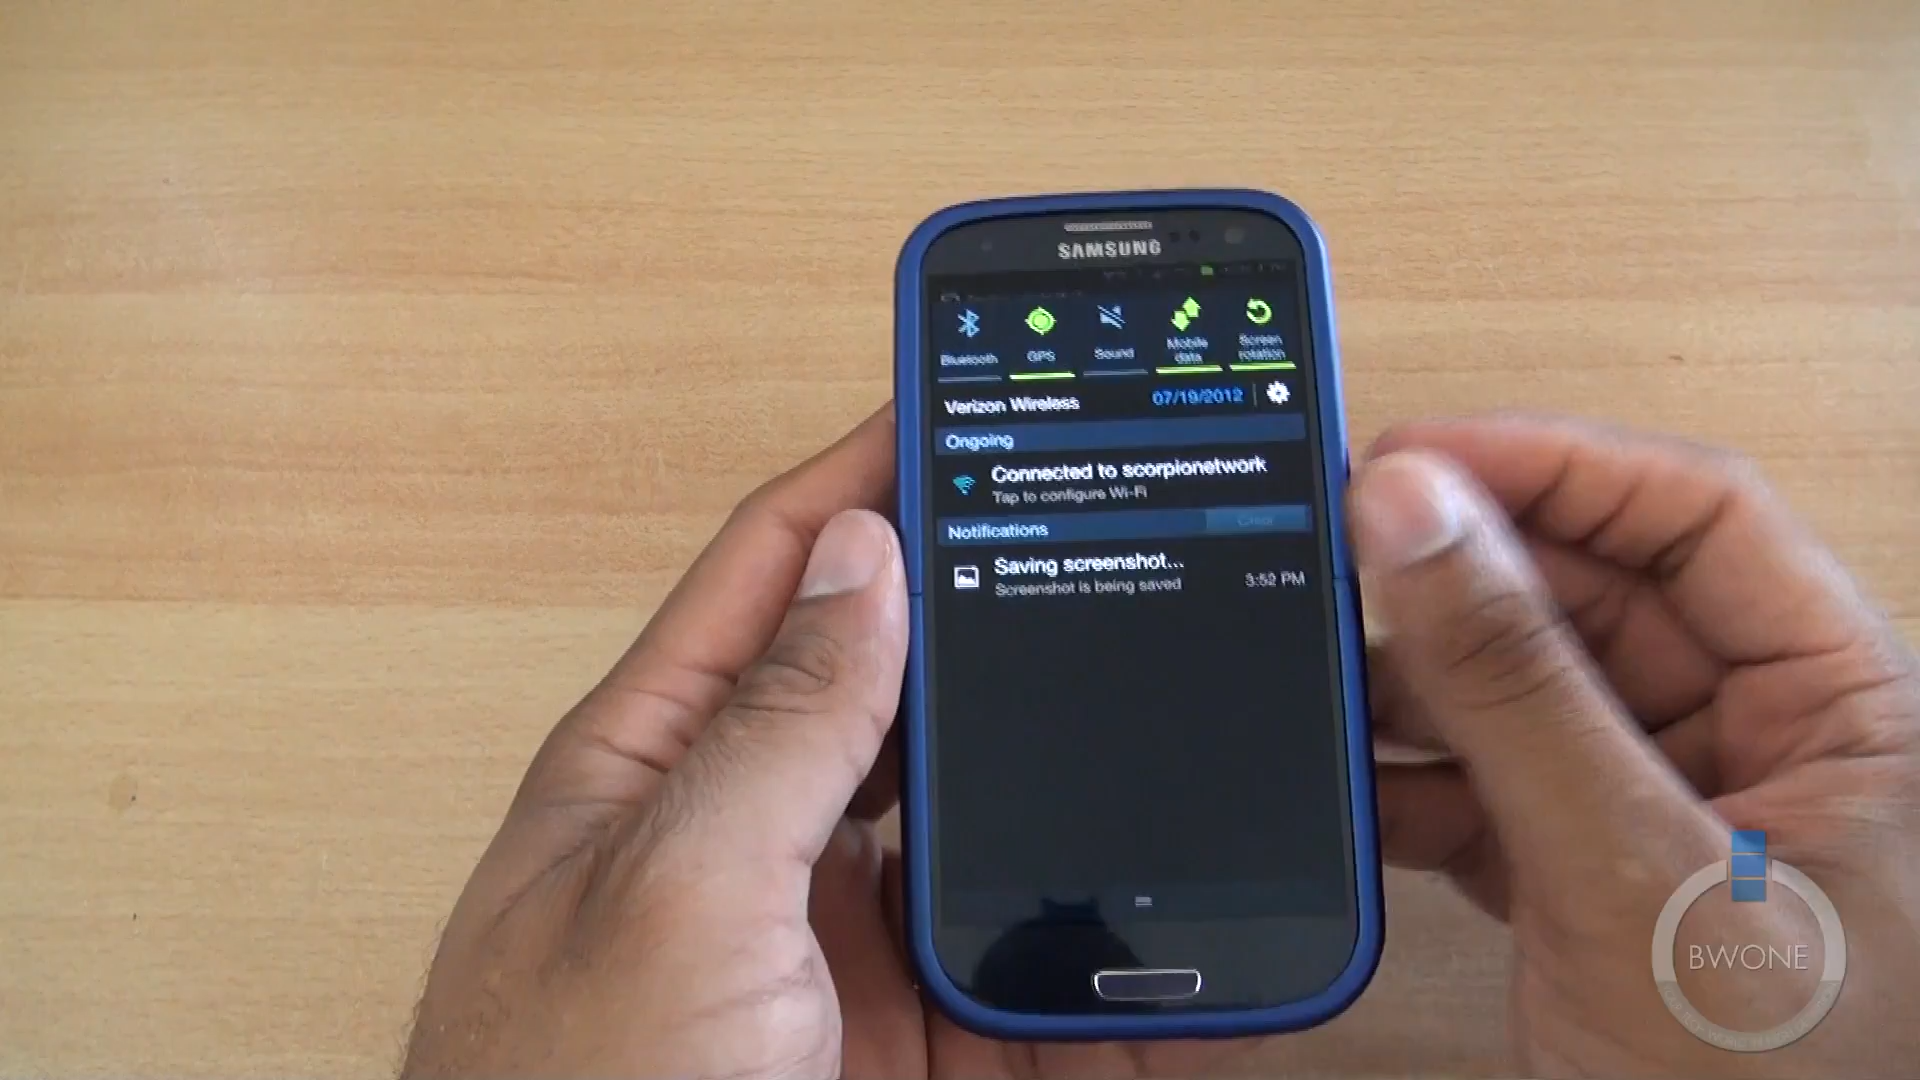 SAMSUNG
Bluetooth
GPS
Sound
Mobile
data
Screen
rotation
Verizon Wireless
07/19/2012
Ongoing
Connected to scorpionetwork
Tap to configure Wi-Fi
Notifications
Clear
Saving screenshot...
Screenshot is being saved
3:52 PM
BWONE